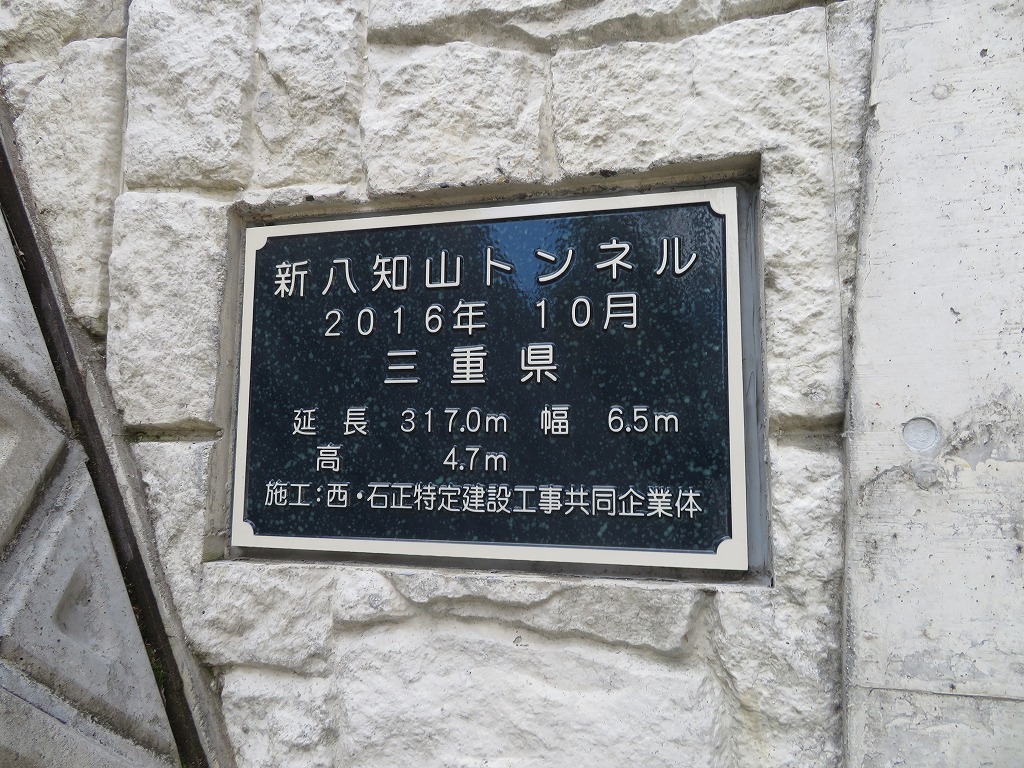 新八知山トンネル
2016年 10月
三重県
延長 317.0m 幅 6.5m
高 4.7m
施工:西・石正特定建設工事共同企業体